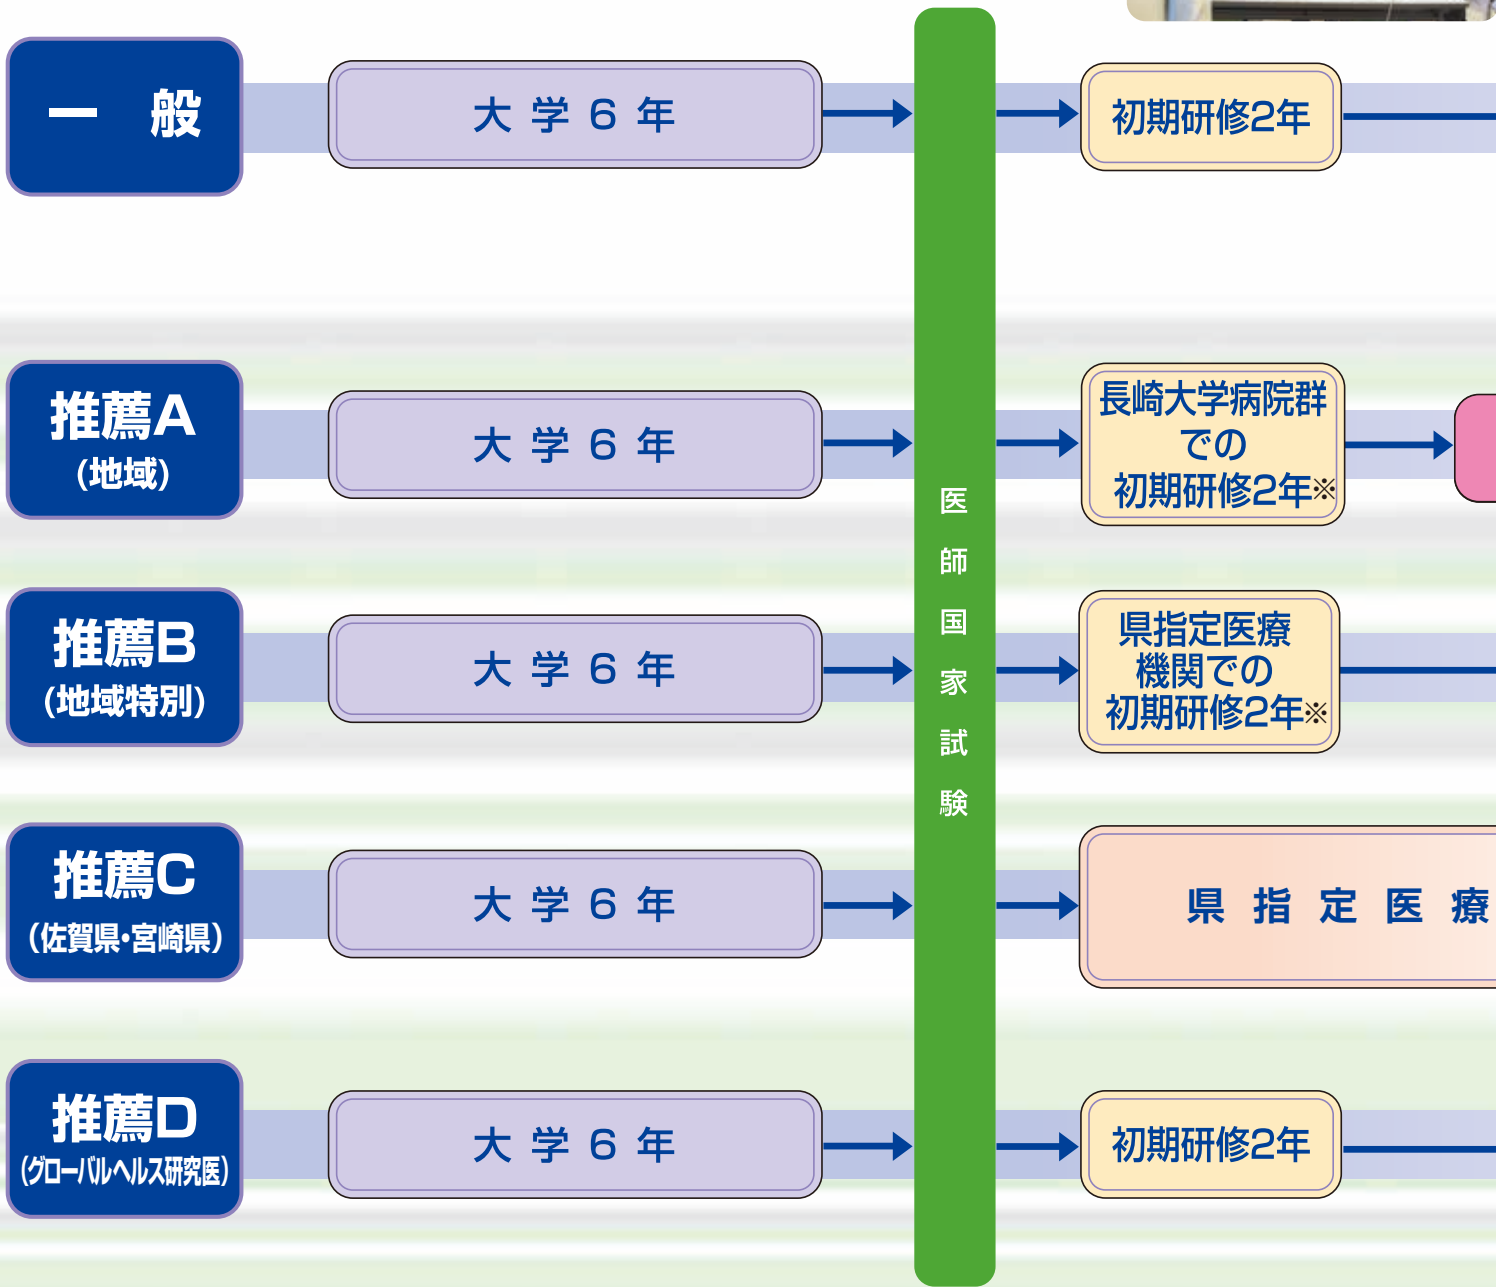 一 般
大 学 6 年
初期研修2年
推薦A
(地域)
大 学 6 年
長崎大学病院群
での
初期研修2年※
推薦B
(地域特別)
大 学 6 年
県指定医療
機関での
初期研修2年※
推薦C
(佐賀県・宮崎県)
大 学 6 年
県 指 定 医 療
推薦D
(グローバルヘルス研究医)
大 学 6 年
初期研修2年
医師国家試験